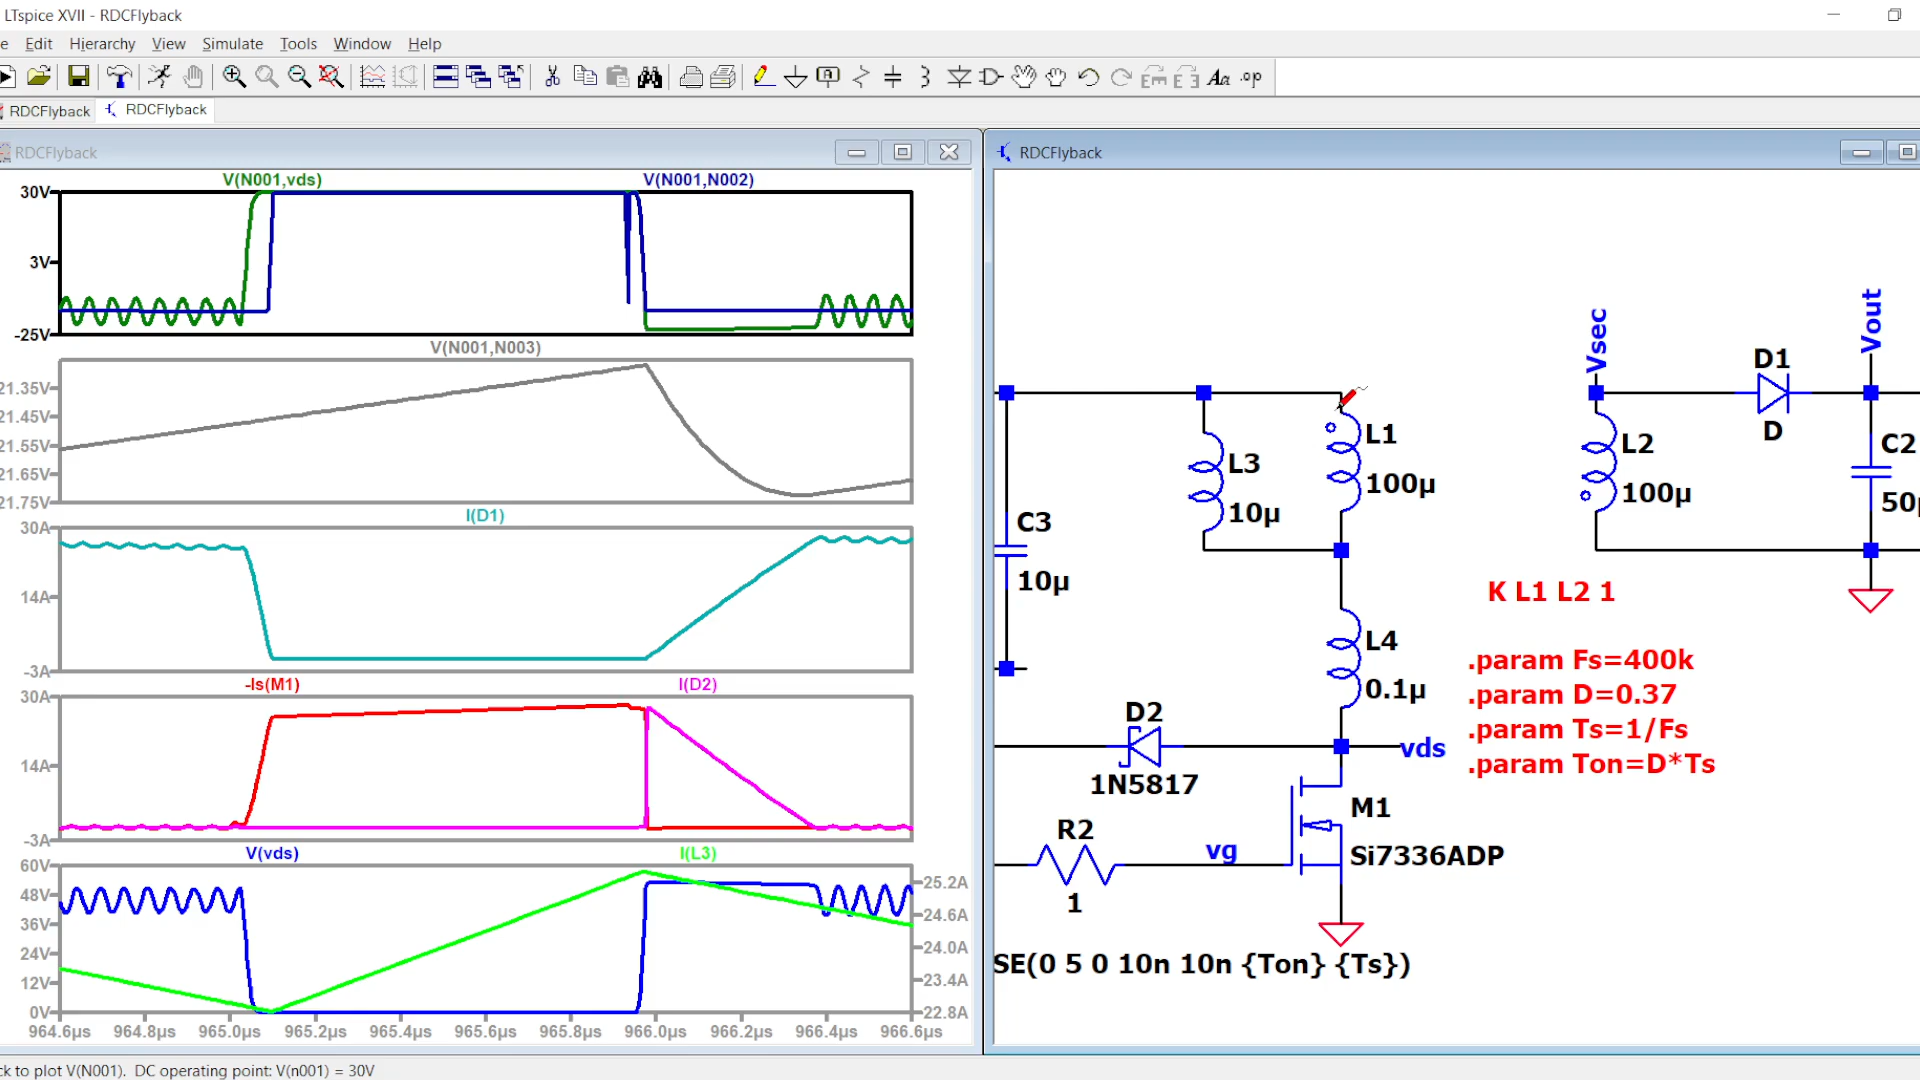 LTspice XVII - RDCFlyback
e Edit Hierarchy View Simulate Tools Window Help
RDCFlyback RDCFlyback
RDCFlyback
V(N001,vds) V(N001,N002)
30V
3V
-25V
V(N001,N003)
21.35V
21.45V
21.55V
21.65V
21.75V
I(D1)
30A
14A
-3A
-Is(M1) I(D2)
30A
14A
-3A
V(vds) I(L3)
60V
48V 25.2A
36V 24.6A
24V 24.0A
12V 23.4A
0V 22.8A
964.6µs 964.8µs 965.0µs 965.2µs 965.4µs 965.6µs 965.8µs 966.0µs 966.2µs 966.4µs 966.6µs
RDCFlyback
Vsec
Vout
D1
D
L1
100µ
L3
10µ
L2
100µ
C2
50µ
C3
10µ
K L1 L2 1
L4
0.1µ
.param Fs=400k
.param D=0.37
.param Ts=1/Fs
.param Ton=D*Ts
D2
1N5817
vds
M1
Si7336ADP
R2
1
vg
SE(0 5 0 10n 10n {Ton} {Ts})
ck to plot V(N001). DC operating point: V(n001) = 30V